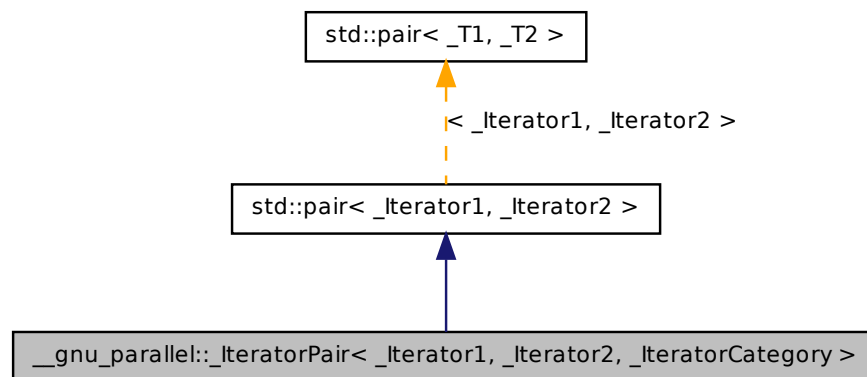 std::pair< _T1, _T2 >
< _Iterator1, _Iterator2 >
std::pair< _Iterator1, _Iterator2 >
__gnu_parallel::_IteratorPair< _Iterator1, _Iterator2, _IteratorCategory >